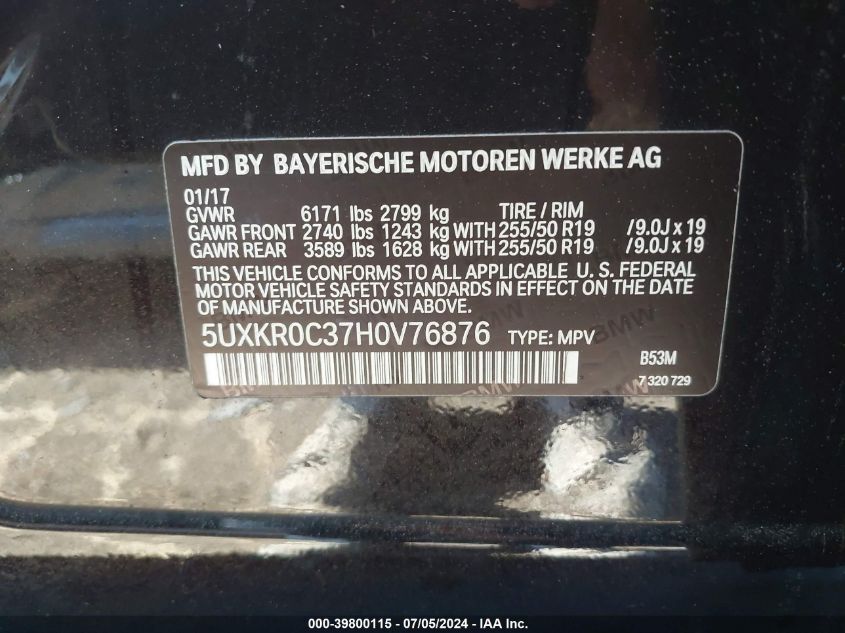 MFD BY BAYERISCHE MOTOREN WERKE AG
01/17
GVWR 6171 lbs 2799 kg TIRE / RIM
GAWR FRONT 2740 lbs 1243 kg WITH 255/50 R19 /9.0J x 19
GAWR REAR 3589 lbs 1628 kg WITH 255/50 R19 /9.0J x 19
THIS VEHICLE CONFORMS TO ALL APPLICABLE U. S. FEDERAL
MOTOR VEHICLE SAFETY STANDARDS IN EFFECT ON THE DATE
OF MANUFACTURE SHOWN ABOVE.
5UXKR0C37H0V76876 TYPE: MPV
B53M
7 320 729
BMW
BMW
000-39800115 - 07/05/2024 - IAA Inc.